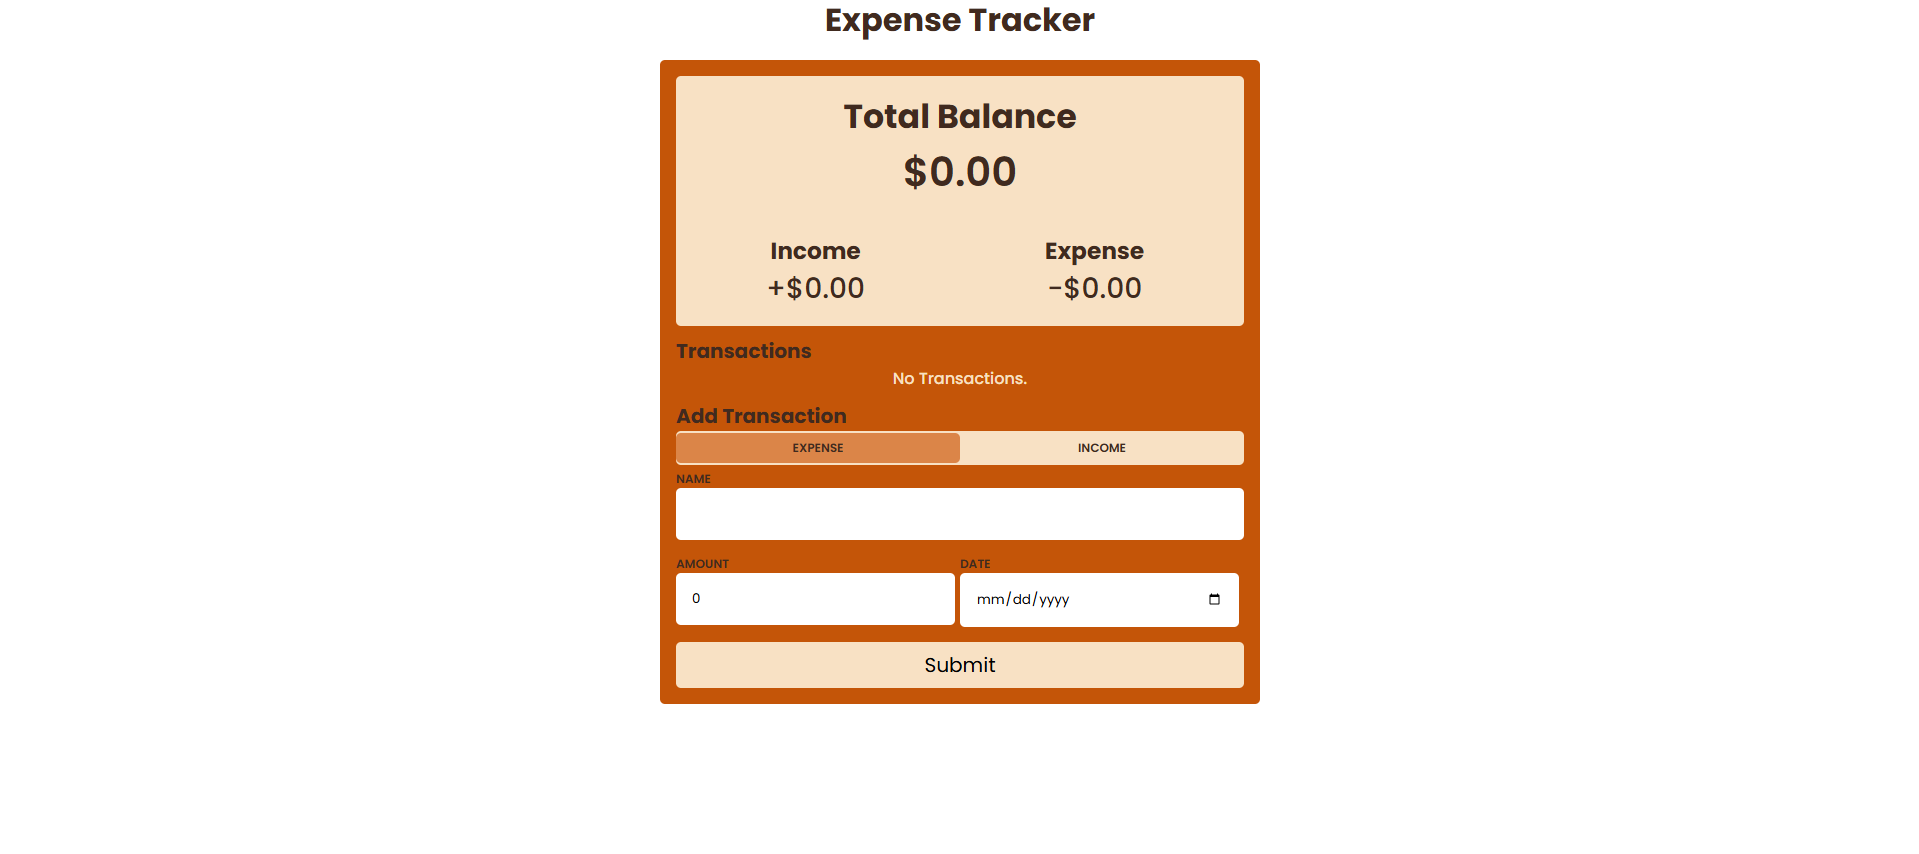 Expense Tracker
Total Balance
$0.00
Income Expense
+$0.00 -$0.00
Transactions
No Transactions.
Add Transaction
EXPENSE INCOME
NAME
AMOUNT DATE
0 mm/dd/yyyy
Submit